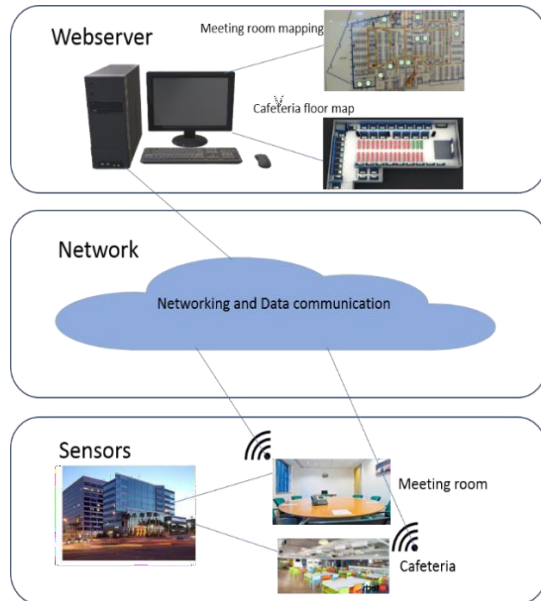 Webserver
Meeting room mapping
Cafeteria floor map
Network
Networking and Data communication
Sensors
Meeting room
Cafeteria